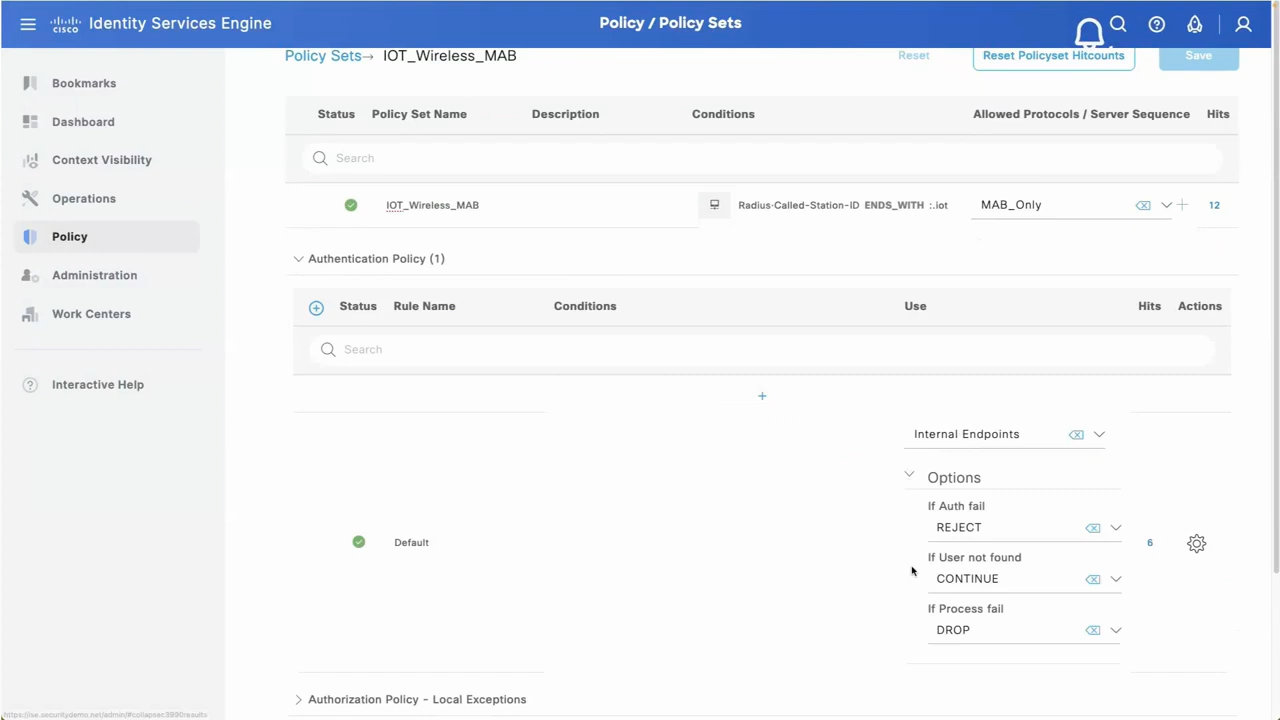 cisco Identity Services Engine
Policy / Policy Sets
Bookmarks
Dashboard
Context Visibility
Operations
Policy
Administration
Work Centers
Interactive Help
Policy Sets→ IOT_Wireless_MAB
Reset
Reset Policyset Hitcounts
Save
Status Policy Set Name Description Conditions Allowed Protocols / Server Sequence Hits
Search
IOT_Wireless_MAB Radius·Called-Station-ID ENDS_WITH :.iot MAB_Only 12
Authentication Policy (1)
Status Rule Name Conditions Use Hits Actions
Search
Internal Endpoints
Options
If Auth fail
REJECT
Default 6
If User not found
CONTINUE
If Process fail
DROP
Authorization Policy - Local Exceptions